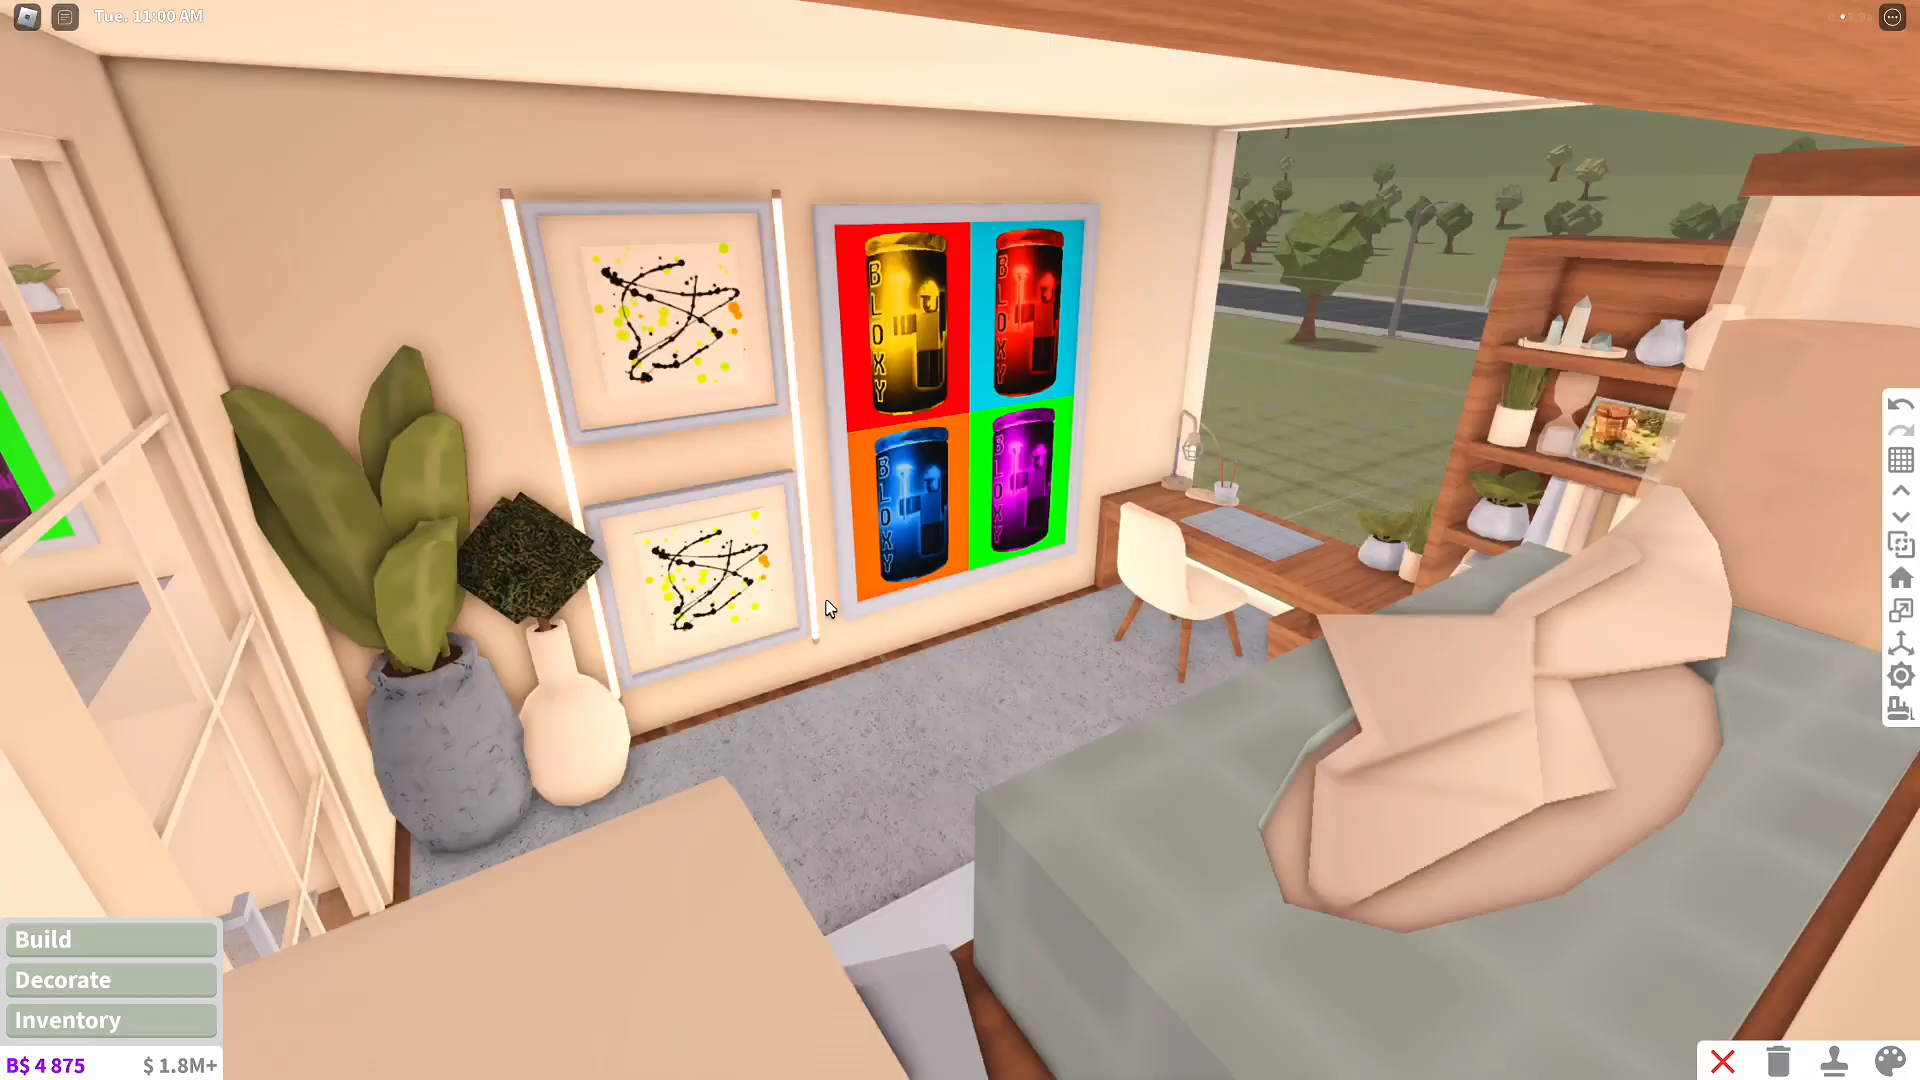 Tue. 11:00 AM
BLOXY
BLOXY
BLOXY
BLOXY
Build
Decorate
Inventory
B$ 4 875
$ 1.8M+